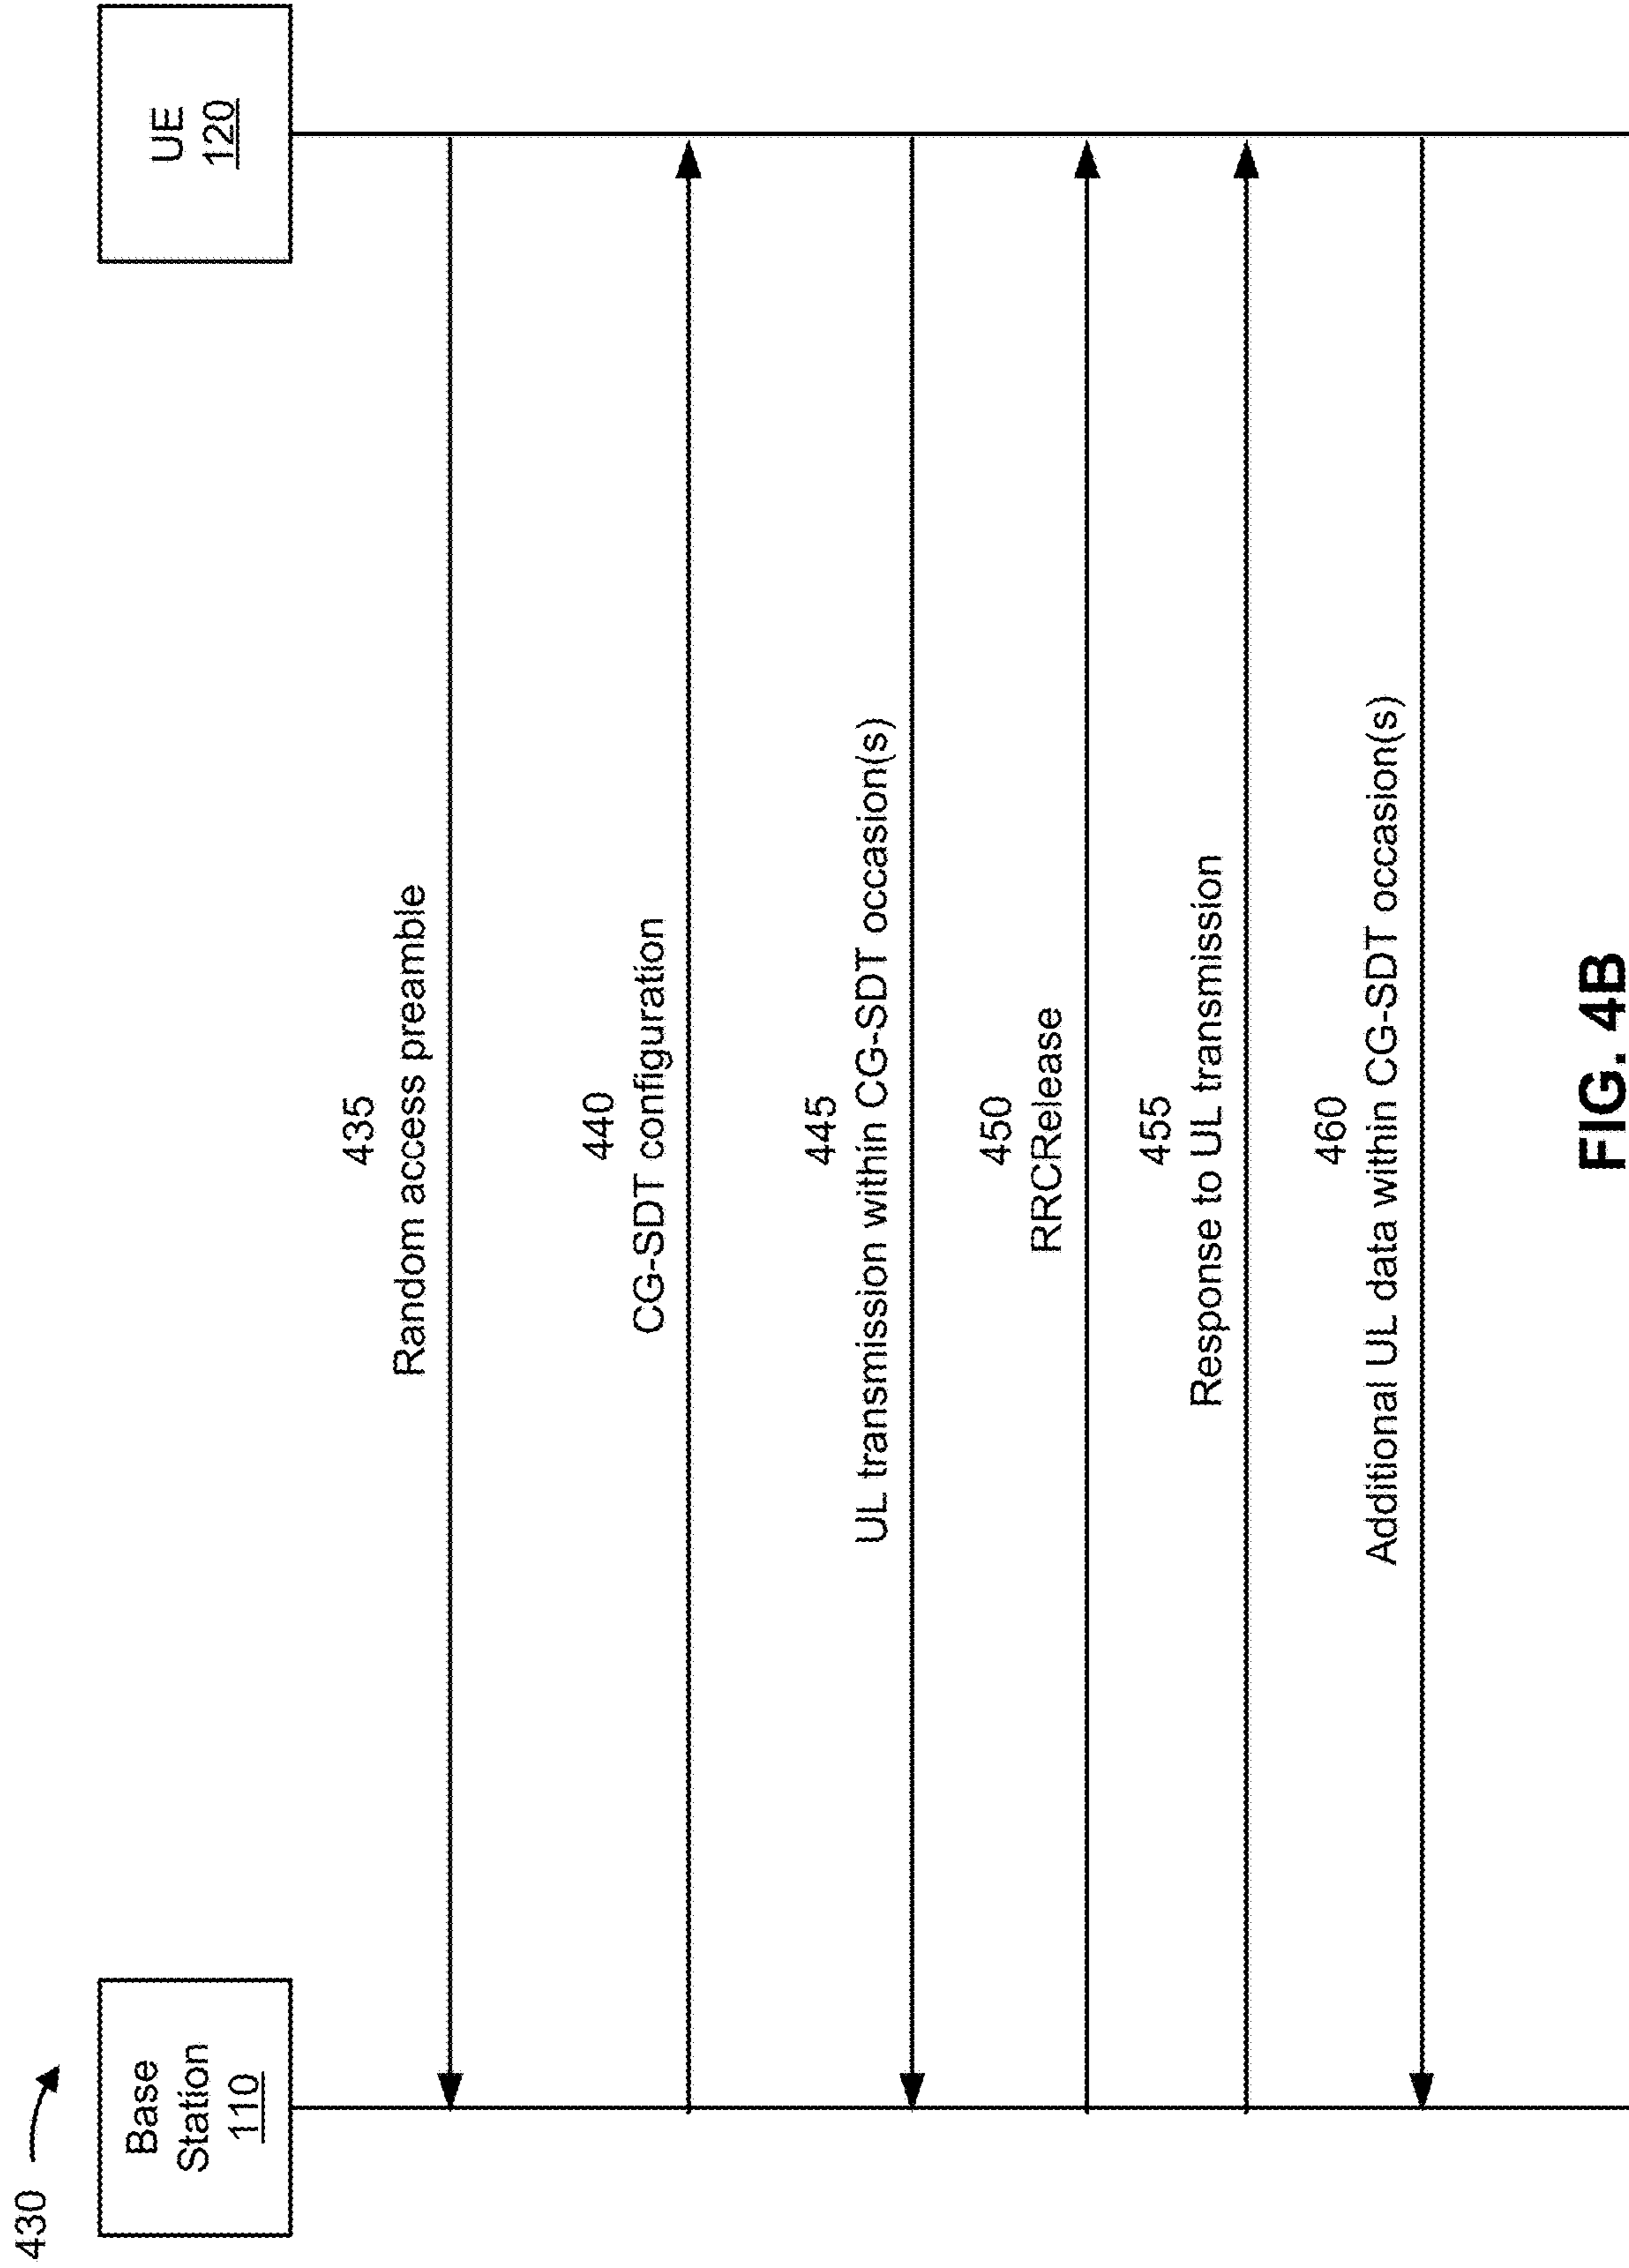 430
Base
Station
110
UE
120
435
Random access preamble
440
CG-SDT configuration
445
UL transmission within CG-SDT occasion(s)
450
RRCRelease
455
Response to UL transmission
460
Additional UL data within CG-SDT occasion(s)
FIG. 4B